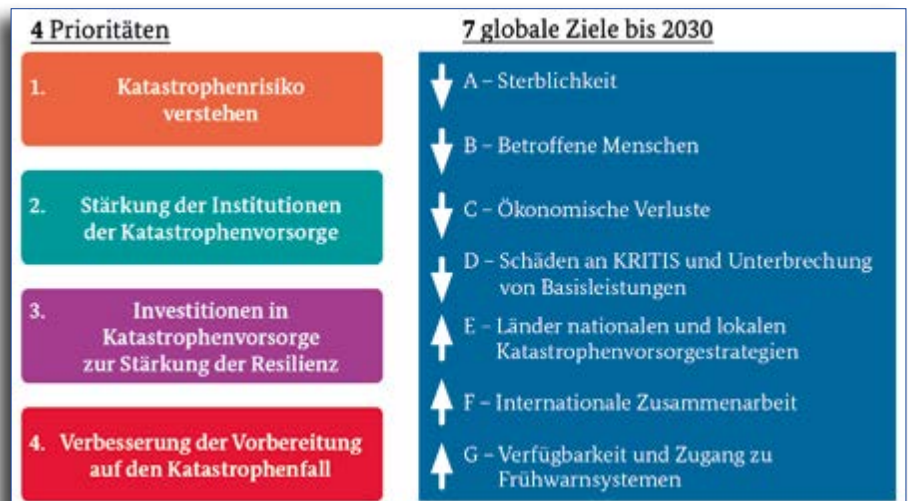 4 Prioritäten
1. Katastrophenrisiko
verstehen
2. Stärkung der Institutionen
der Katastrophenvorsorge
3. Investitionen in
Katastrophenvorsorge
zur Stärkung der Resilienz
4. Verbesserung der Vorbereitung
auf den Katastrophenfall
7 globale Ziele bis 2030
A – Sterblichkeit
B – Betroffene Menschen
C – Ökonomische Verluste
D – Schäden an KRITIS und Unterbrechung
von Basisleistungen
E – Länder nationalen und lokalen
Katastrophenvorsorgestrategien
F – Internationale Zusammenarbeit
G – Verfügbarkeit und Zugang zu
Frühwarnsystemen